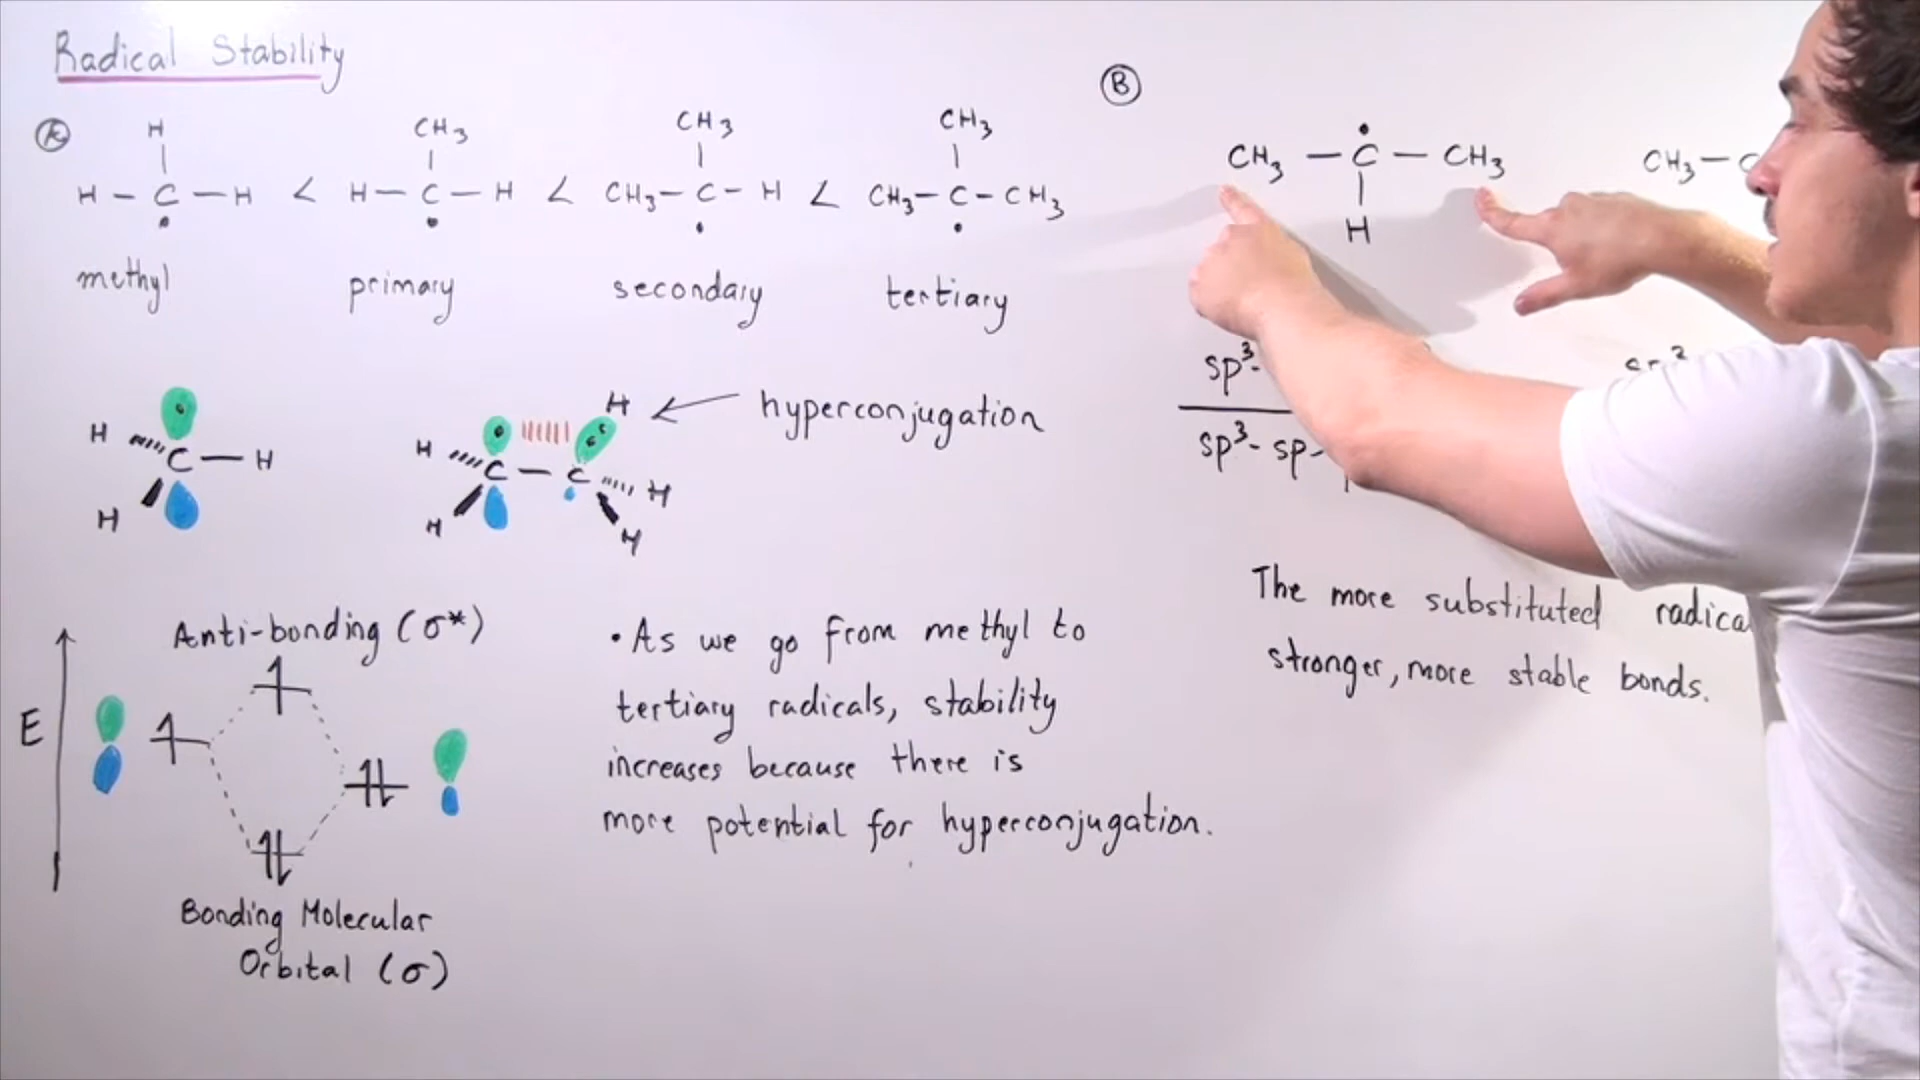 Radical Stability
A
H
H — C — H < H — C — H < CH3 — C — H < CH3 — C — CH3
CH3
CH3
CH3
methyl
primary
secondary
tertiary
H
C — H
H
H
C — C
H
H
H
H
hyperconjugation
Anti-bonding (σ*)
E
Bonding Molecular
Orbital (σ)
• As we go from methyl to
tertiary radicals, stability
increases because there is
more potential for hyperconjugation.
B
CH3 — C — CH3
H
CH3 — C
sp3-
sp3- sp-
The more substituted
stronger, more stable bonds.